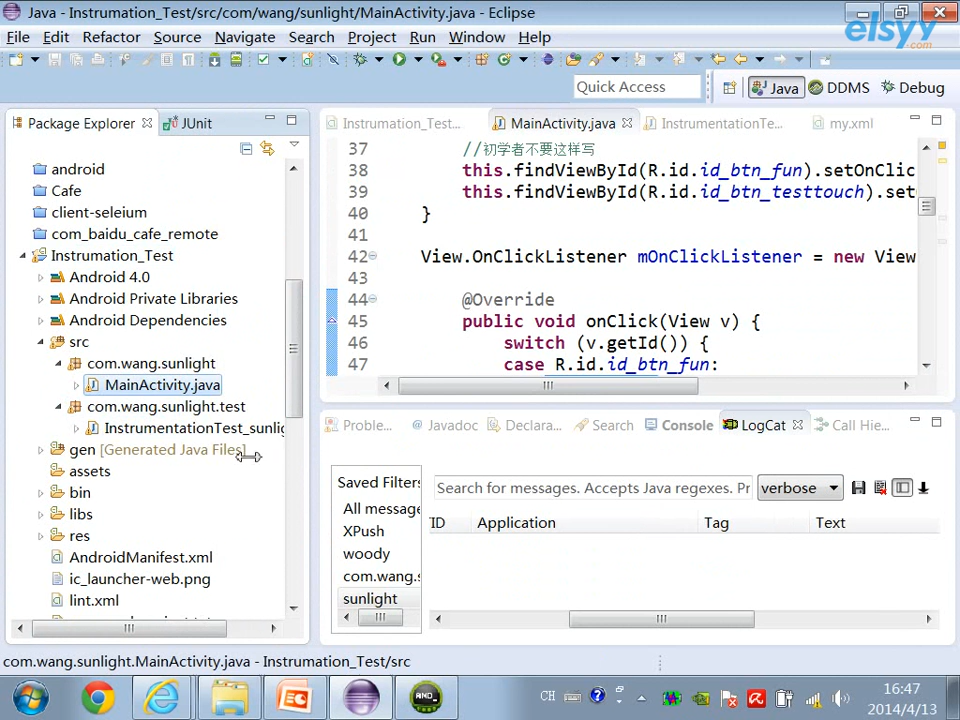 Java - Instrumation_Test/src/com/wang/sunlight/MainActivity.java - Eclipse
elsyy
.com
File Edit Refactor Source Navigate Search Project Run Window Help
Quick Access
Java
DDMS
Debug
Package Explorer
JUnit
android
Cafe
client-seleium
com_baidu_cafe_remote
Instrumation_Test
Android 4.0
Android Private Libraries
Android Dependencies
src
com.wang.sunlight
MainActivity.java
com.wang.sunlight.test
InstrumentationTest_sunlig
gen [Generated Java Files]
assets
bin
libs
res
AndroidManifest.xml
ic_launcher-web.png
lint.xml
Instrumation_Test...
MainActivity.java
InstrumentationTe...
my.xml
37 //初学者不要这样写
38 this.findViewById(R.id.id_btn_fun).setOnClic
39 this.findViewById(R.id.id_btn_testtouch).set
40 }
41
42 View.OnClickListener mOnClickListener = new View
43
44 @Override
45 public void onClick(View v) {
46 switch (v.getId()) {
47 case R.id.id_btn_fun:
Proble...
Javadoc
Declara...
Search
Console
LogCat
Call Hie...
Saved Filters
All message
XPush
woody
com.wang.s
sunlight
Search for messages. Accepts Java regexes. Pr
verbose
ID Application Tag Text
com.wang.sunlight.MainActivity.java - Instrumation_Test/src
CH
16:47
2014/4/13